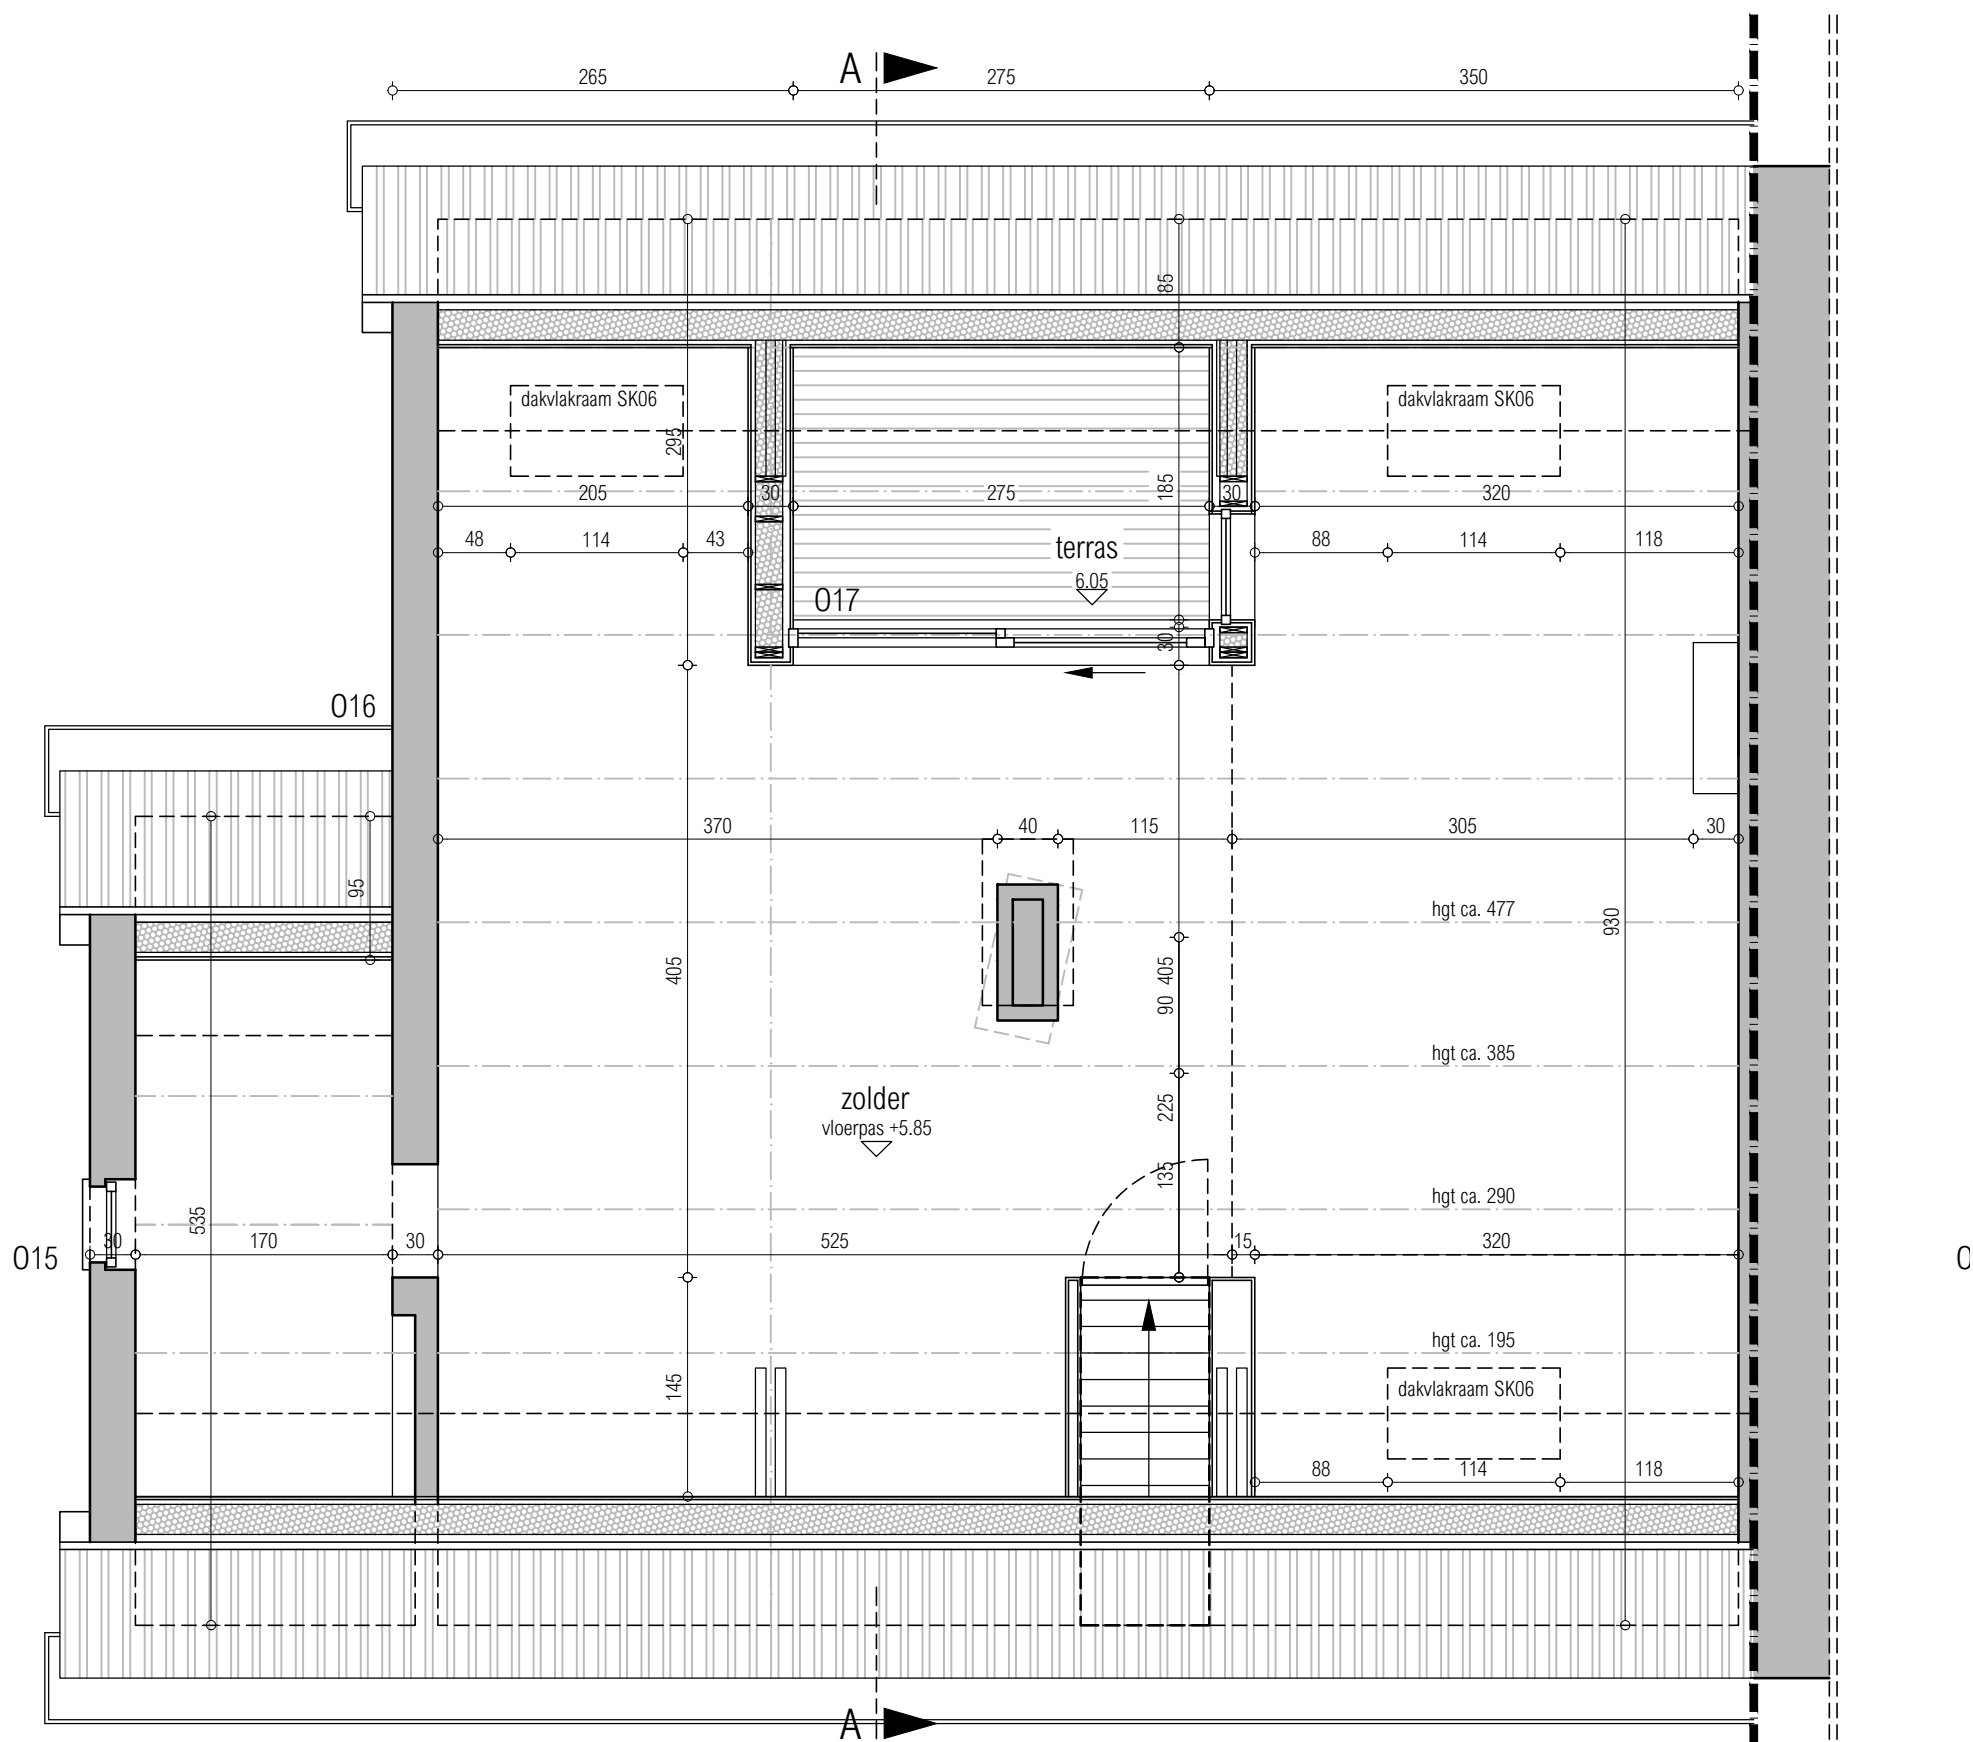 A
265
275
350
85
dakvlakraam SK06
dakvlakraam SK06
295
205
30
275
185
30
320
48
114
43
88
114
118
terras
6.05
O17
30
O16
370
40
115
305
30
95
hgt ca. 477
930
405
405
90
hgt ca. 385
zolder
vloerpas +5.85
225
135
hgt ca. 290
535
O15
30
170
30
525
15
320
O
hgt ca. 195
145
dakvlakraam SK06
88
114
118
A